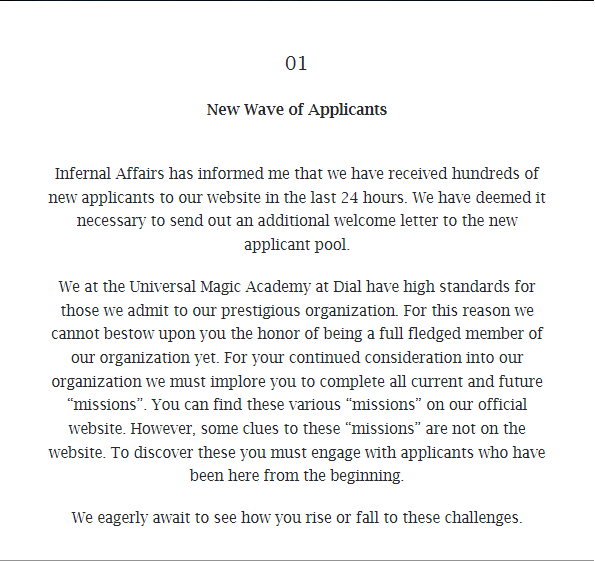 01
New Wave of Applicants
Infernal Affairs has informed me that we have received hundreds of
new applicants to our website in the last 24 hours. We have deemed it
necessary to send out an additional welcome letter to the new
applicant pool.
We at the Universal Magic Academy at Dial have high standards for
those we admit to our prestigious organization. For this reason we
cannot bestow upon you the honor of being a full fledged member of
our organization yet. For your continued consideration into our
organization we must implore you to complete all current and future
“missions”. You can find these various “missions” on our official
website. However, some clues to these “missions” are not on the
website. To discover these you must engage with applicants who have
been here from the beginning.
We eagerly await to see how you rise or fall to these challenges.